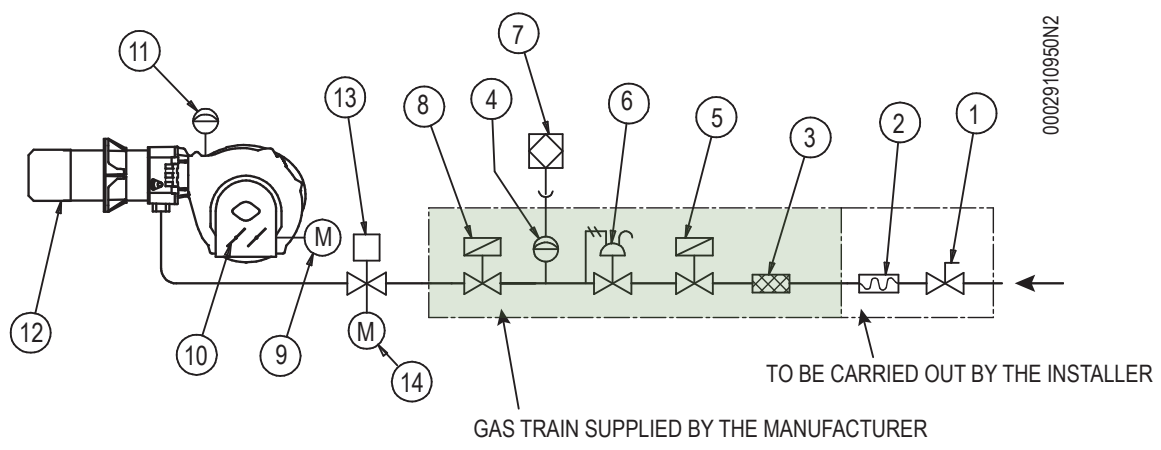 0002910950N2
7
11
13
8
4
6
5
3
2
1
M
M
12
10
9
14
TO BE CARRIED OUT BY THE INSTALLER
GAS TRAIN SUPPLIED BY THE MANUFACTURER